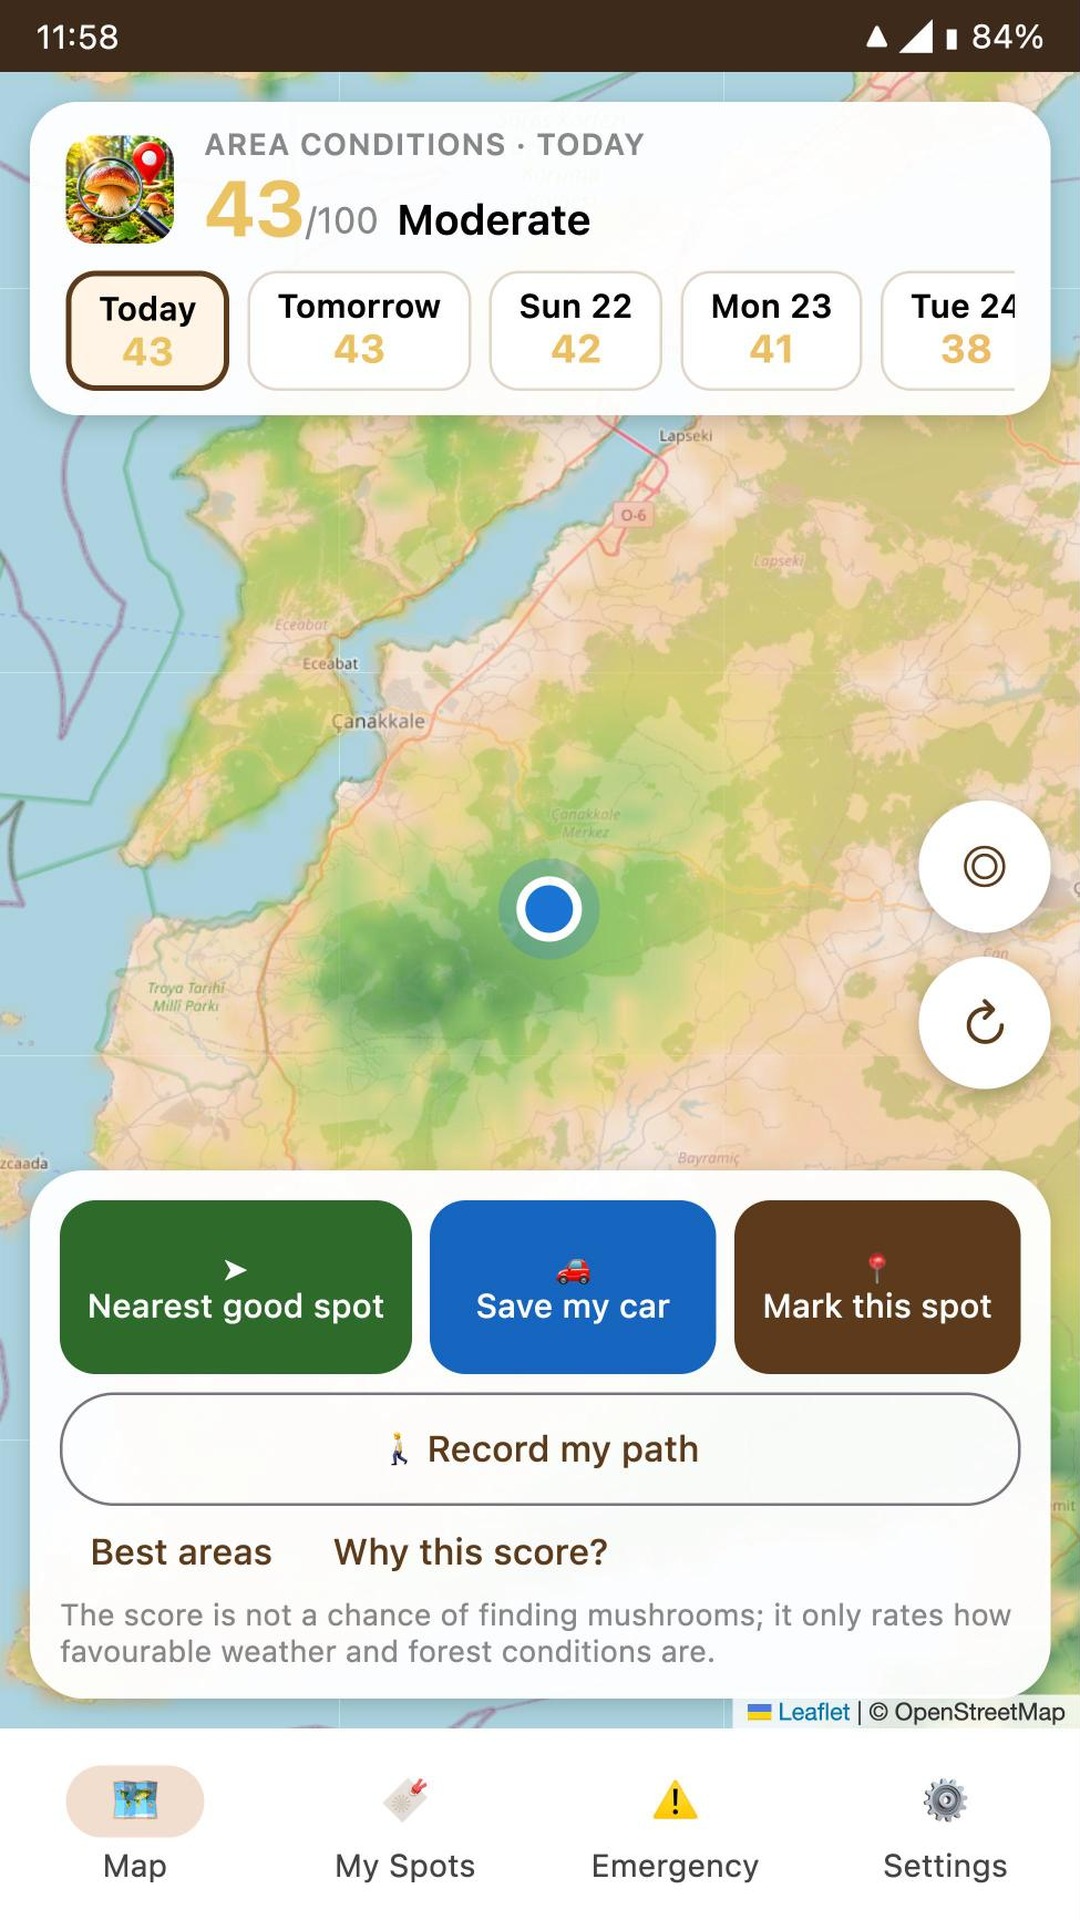 11:58
84%
AREA CONDITIONS · TODAY
43/100 Moderate
Today
43
Tomorrow
43
Sun 22
42
Mon 23
41
Tue 24
38
Lapseki
O-6
Lapseki
Eceabat
Eceabat
Çanakkale
Çanakkale
Merkez
Troya Tarihî
Millî Parkı
zcaada
Bayramiç
➤
Nearest good spot
Save my car
Mark this spot
Record my path
Best areas
Why this score?
The score is not a chance of finding mushrooms; it only rates how
favourable weather and forest conditions are.
Leaflet | © OpenStreetMap
Map
My Spots
Emergency
Settings